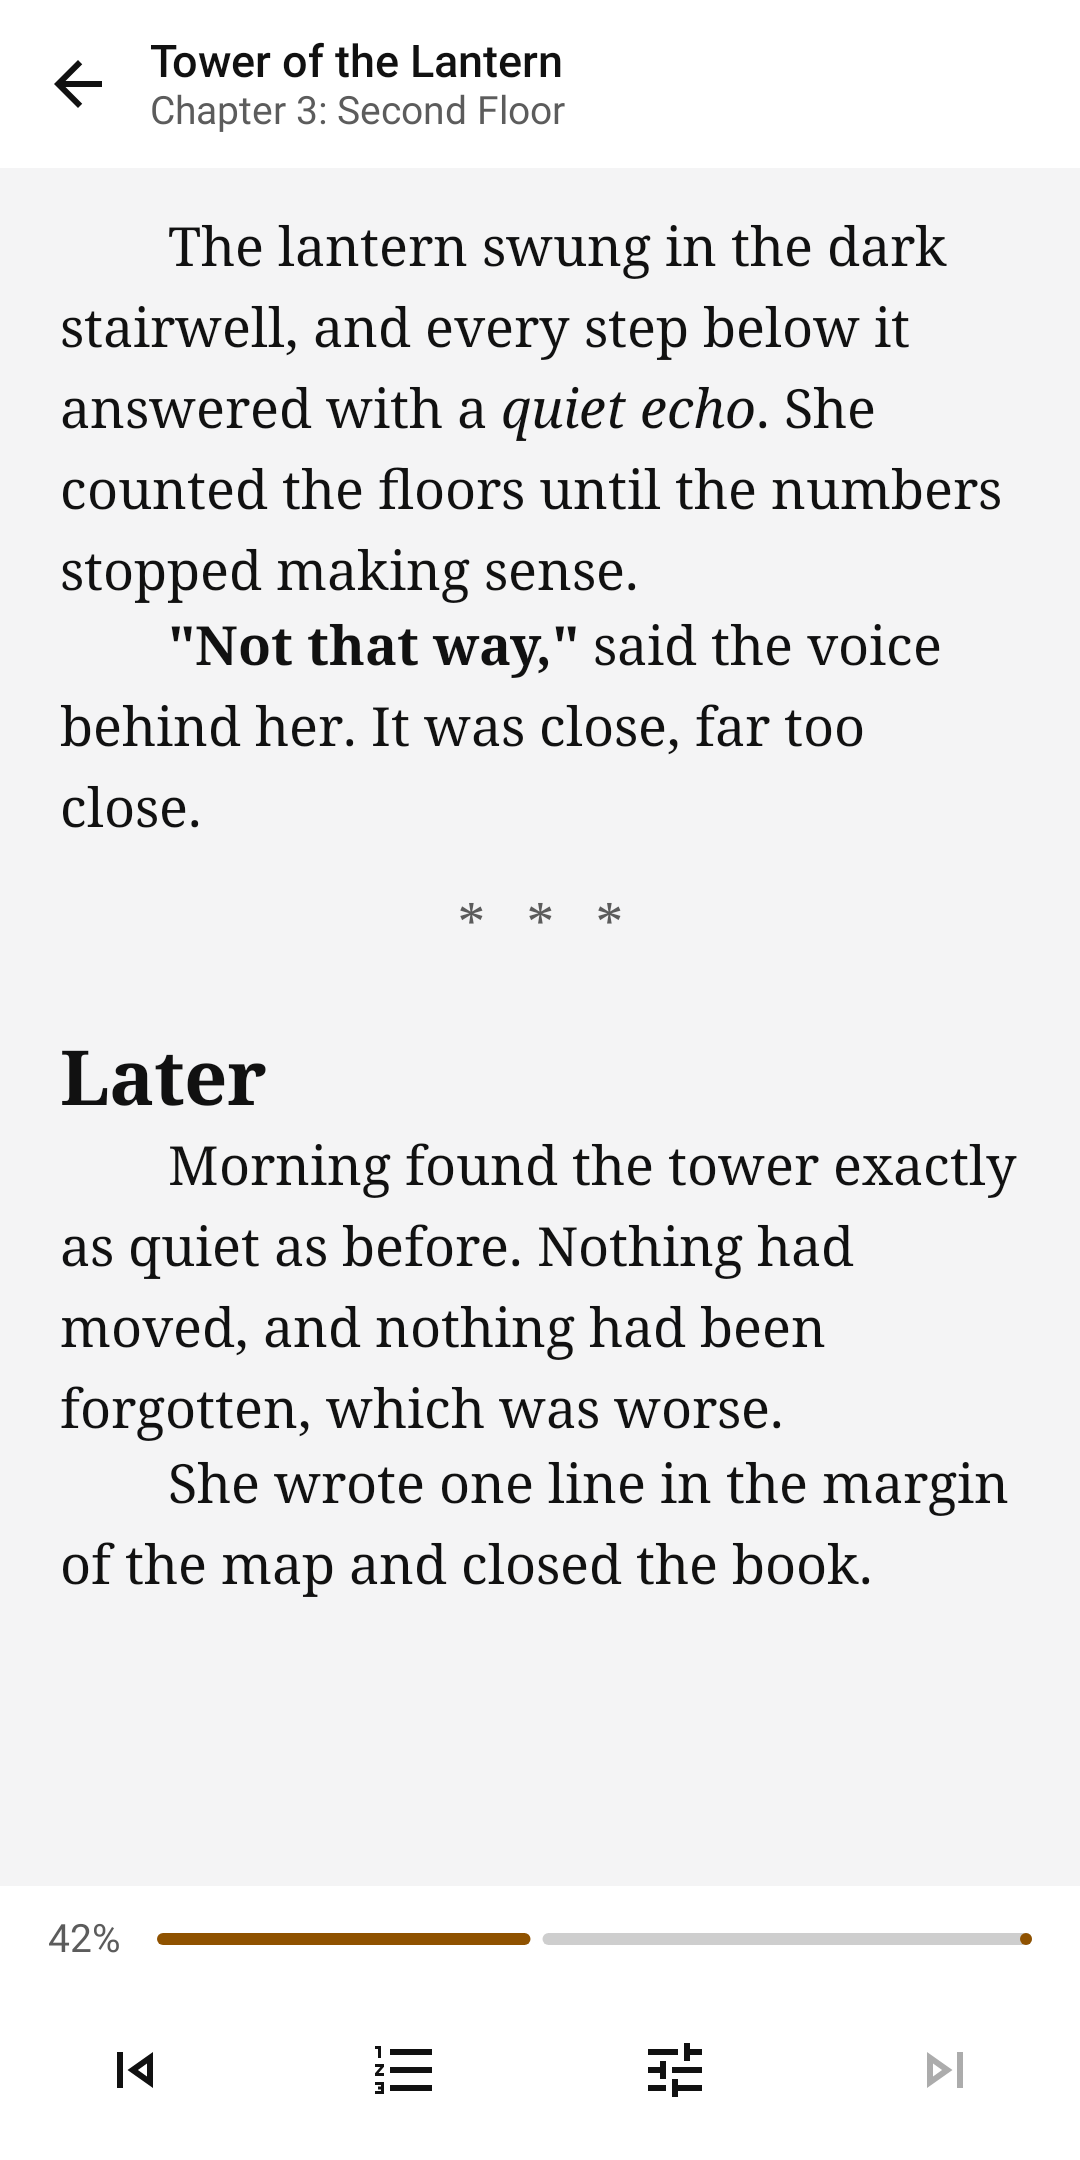 Tower of the Lantern
Chapter 3: Second Floor
The lantern swung in the dark
stairwell, and every step below it
answered with a quiet echo. She
counted the floors until the numbers
stopped making sense.
"Not that way," said the voice
behind her. It was close, far too
close.
* * *
Later
Morning found the tower exactly
as quiet as before. Nothing had
moved, and nothing had been
forgotten, which was worse.
She wrote one line in the margin
of the map and closed the book.
42%